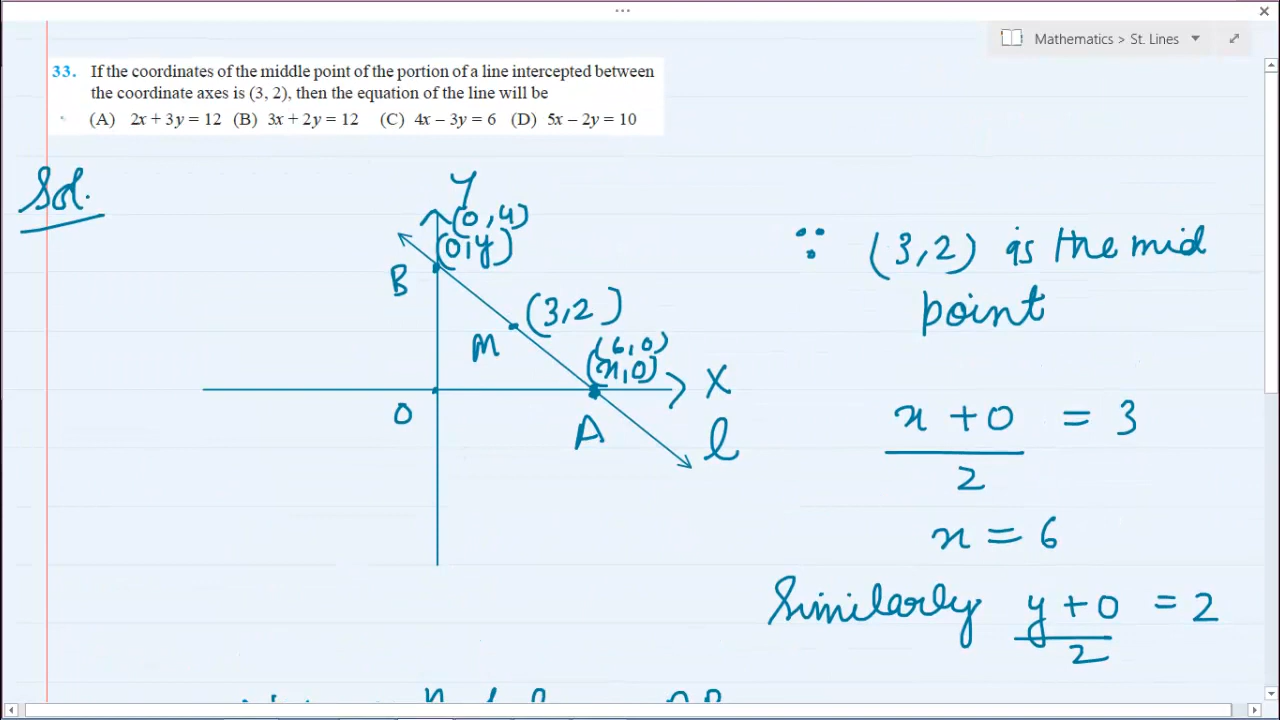 Mathematics > St. Lines
33. If the coordinates of the middle point of the portion of a line intercepted between
the coordinate axes is (3, 2), then the equation of the line will be
(A) 2x + 3y = 12 (B) 3x + 2y = 12 (C) 4x − 3y = 6 (D) 5x − 2y = 10
Sol.
Y
(0,4)
(0,y)
B
(3,2)
M
(6,0)
(x,0)
X
O
A
l
∵ (3,2) is the mid
point
x + 0 = 3
2
x = 6
Similarly y + 0 = 2
2